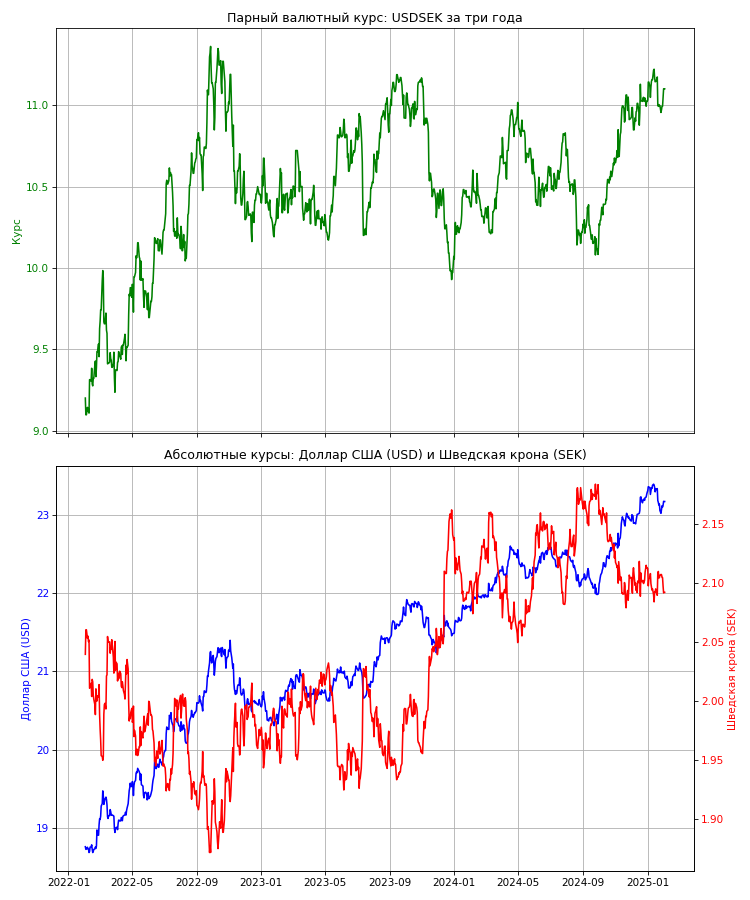 Парный валютный курс: USDSEK за три года
Курс
11.0
10.5
10.0
9.5
9.0
Абсолютные курсы: Доллар США (USD) и Шведская крона (SEK)
Доллар США (USD)
23
22
21
20
19
2.15
2.10
2.05
2.00
1.95
1.90
Шведская крона (SEK)
2022-01 2022-05 2022-09 2023-01 2023-05 2023-09 2024-01 2024-05 2024-09 2025-01